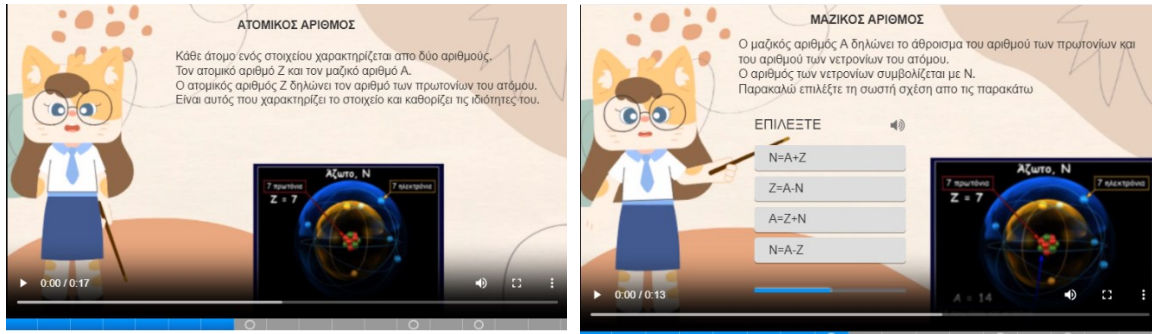 ΑΤΟΜΙΚΟΣ ΑΡΙΘΜΟΣ
Κάθε άτομο ενός στοιχείου χαρακτηρίζεται απο δύο αριθμούς.
Τον ατομικό αριθμό Ζ και τον μαζικό αριθμό Α.
Ο ατομικός αριθμός Ζ δηλώνει τον αριθμό των πρωτονίων του ατόμου.
Είναι αυτός που χαρακτηρίζει το στοιχείο και καθορίζει τις ιδιότητες του.
Άζωτο, Ν
7 πρωτόνια
7 ηλεκτρόνια
Z = 7
0:00 / 0:17
ΜΑΖΙΚΟΣ ΑΡΙΘΜΟΣ
Ο μαζικός αριθμός Α δηλώνει το άθροισμα του αριθμού των πρωτονίων και
του αριθμού των νετρονίων του ατόμου.
Ο αριθμός των νετρονίων συμβολίζεται με Ν.
Παρακαλώ επιλέξτε τη σωστή σχέση απο τις παρακάτω
ΕΠΙΛΕΞΤΕ
N=A+Z
Z=A-N
A=Z+N
N=A-Z
Άζωτο, Ν
7 πρωτόνια
7 ηλεκτρόνια
Z = 7
A = 14
0:00 / 0:13